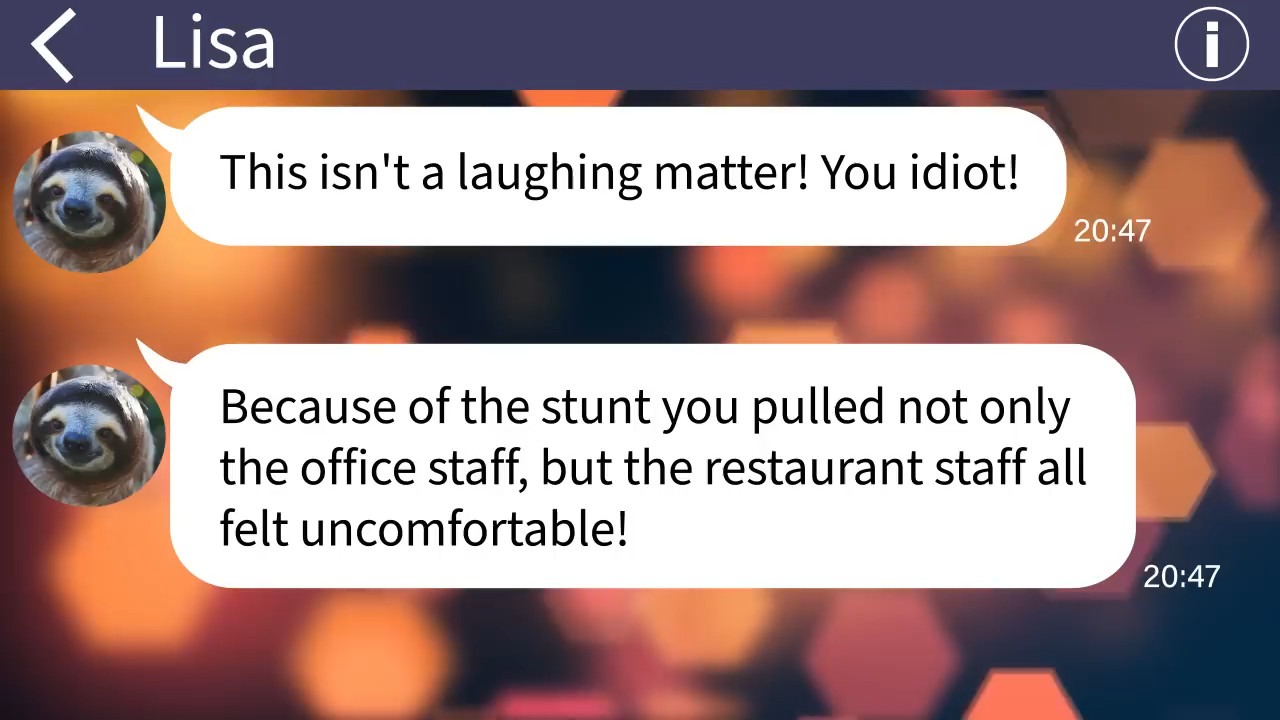 Lisa
This isn't a laughing matter! You idiot!
20:47
Because of the stunt you pulled not only
the office staff, but the restaurant staff all
felt uncomfortable!
20:47